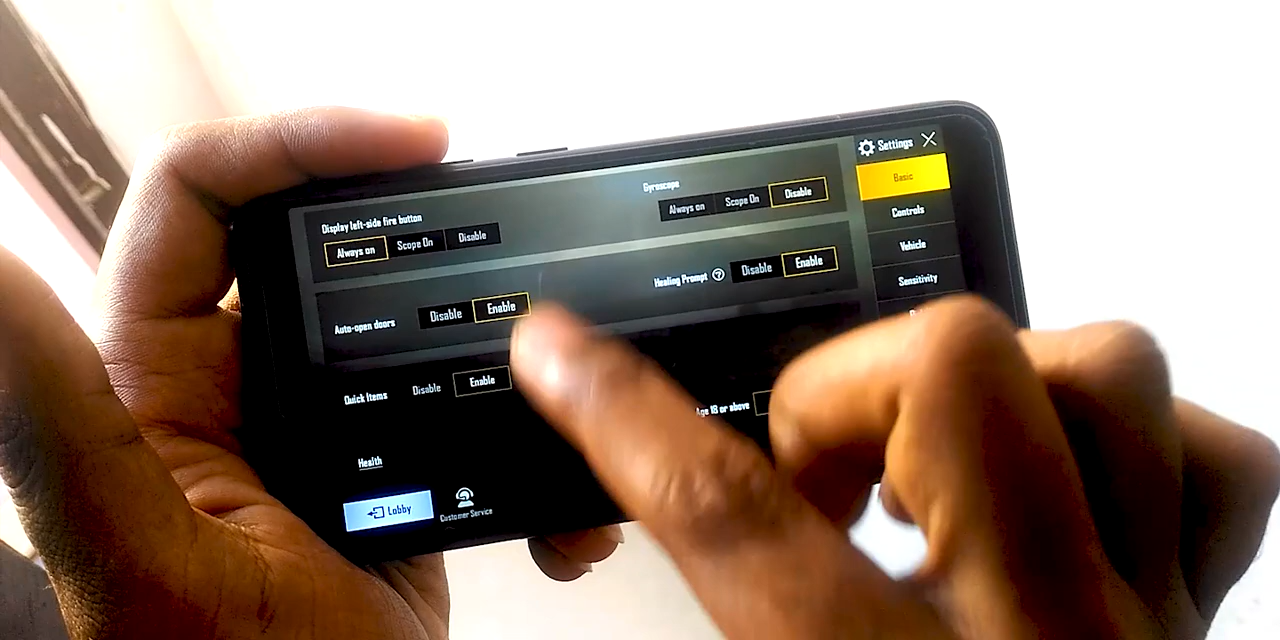 Settings
Basic
Controls
Vehicle
Sensitivity
Display left-side fire button
Always on Scope On Disable
Gyroscope
Always on Scope On Disable
Auto-open doors Disable Enable
Healing Prompt ? Disable Enable
Quick Items Disable Enable
Age 18 or above
Health
Lobby
Customer Service